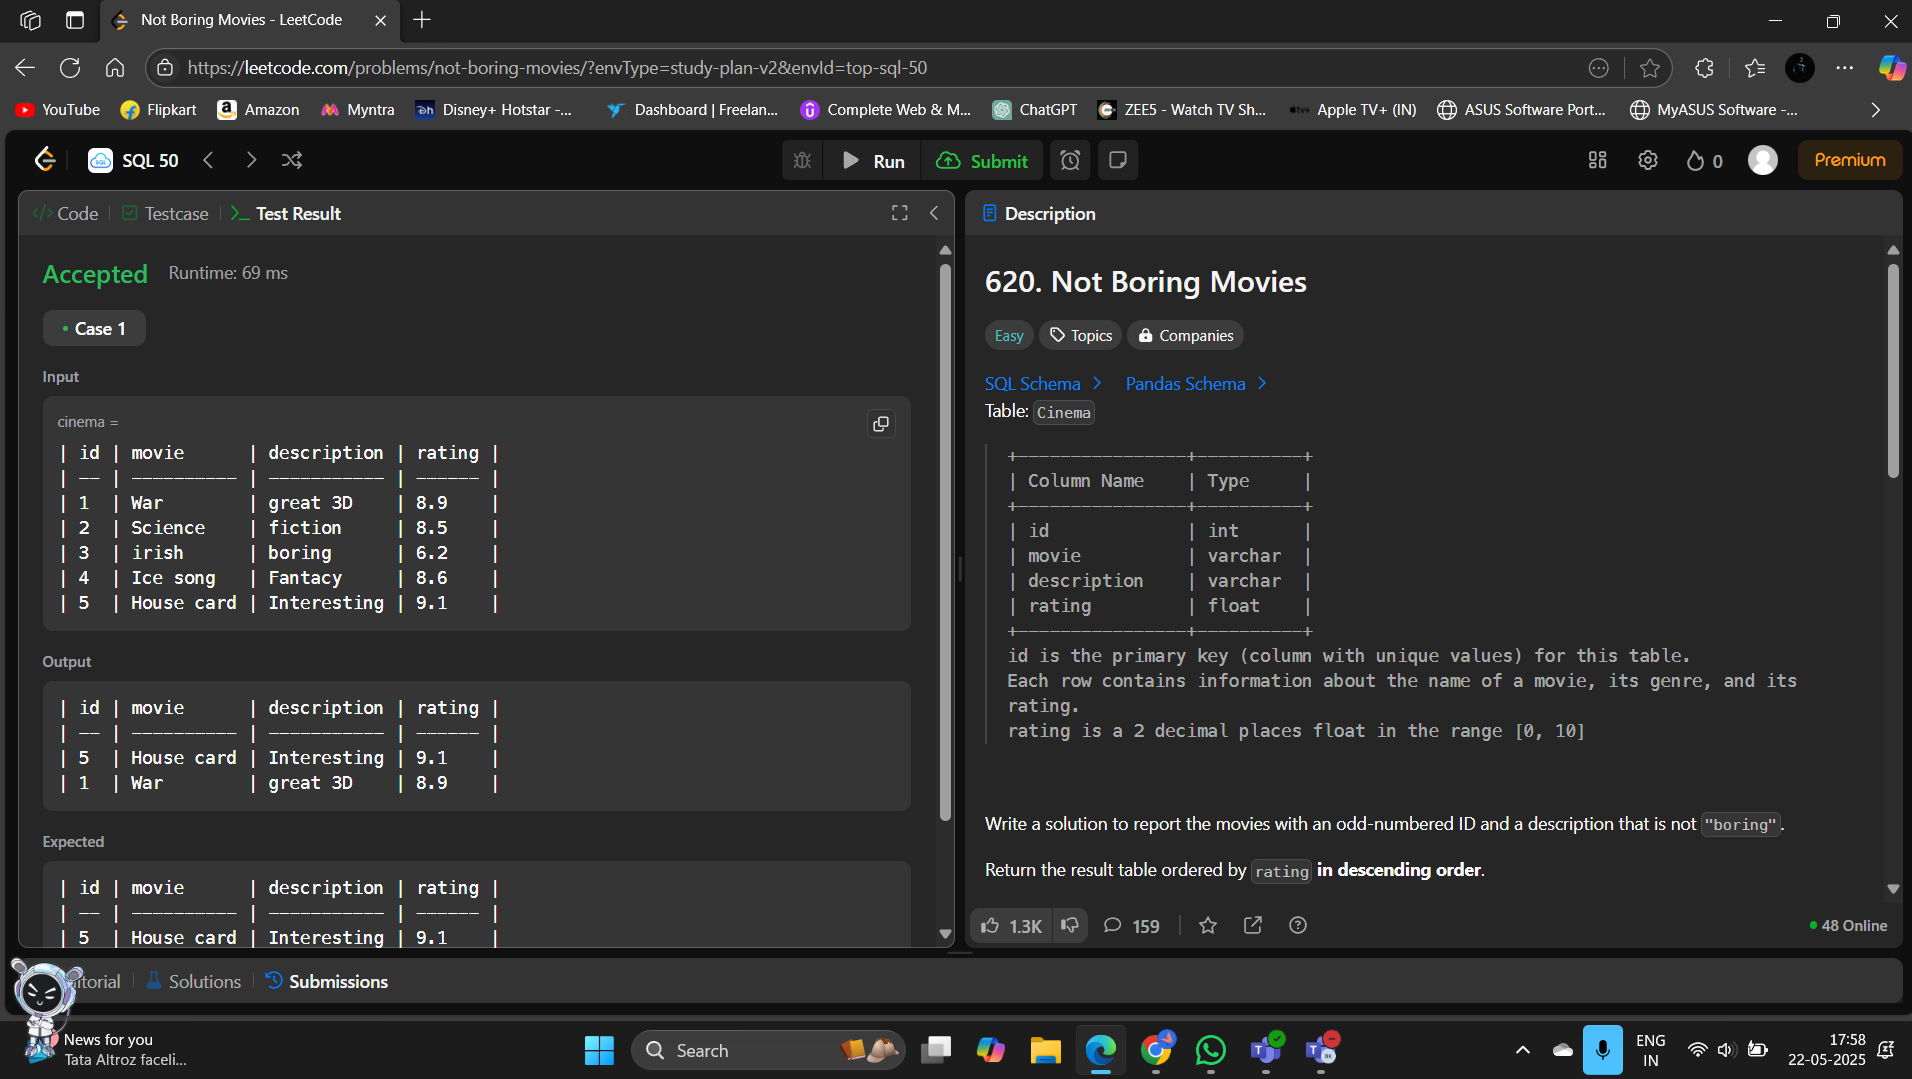 Not Boring Movies - LeetCode
https://leetcode.com/problems/not-boring-movies/?envType=study-plan-v2&envId=top-sql-50
YouTube Flipkart Amazon Myntra Disney+ Hotstar -... Dashboard | Freelan... Complete Web & M... ChatGPT ZEE5 - Watch TV Sh... Apple TV+ (IN) ASUS Software Port... MyASUS Software -...
SQL 50 Run Submit 0 Premium
Code Testcase Test Result
Accepted Runtime: 69 ms
Case 1
Input
cinema =
| id | movie      | description | rating |
| -- | ---------- | ----------- | ------ |
| 1  | War        | great 3D    | 8.9    |
| 2  | Science    | fiction     | 8.5    |
| 3  | irish      | boring      | 6.2    |
| 4  | Ice song   | Fantacy     | 8.6    |
| 5  | House card | Interesting | 9.1    |
Output
| id | movie      | description | rating |
| -- | ---------- | ----------- | ------ |
| 5  | House card | Interesting | 9.1    |
| 1  | War        | great 3D    | 8.9    |
Expected
| id | movie      | description | rating |
| -- | ---------- | ----------- | ------ |
| 5  | House card | Interesting | 9.1    |
Description
620. Not Boring Movies
Easy Topics Companies
SQL Schema Pandas Schema
Table: Cinema
+----------------+----------+
| Column Name    | Type     |
+----------------+----------+
| id             | int      |
| movie          | varchar  |
| description    | varchar  |
| rating         | float    |
+----------------+----------+
id is the primary key (column with unique values) for this table.
Each row contains information about the name of a movie, its genre, and its
rating.
rating is a 2 decimal places float in the range [0, 10]
Write a solution to report the movies with an odd-numbered ID and a description that is not "boring".
Return the result table ordered by rating in descending order.
1.3K 159 48 Online
itorial Solutions Submissions
News for you
Tata Altroz faceli...
Search
ENG
IN
17:58
22-05-2025